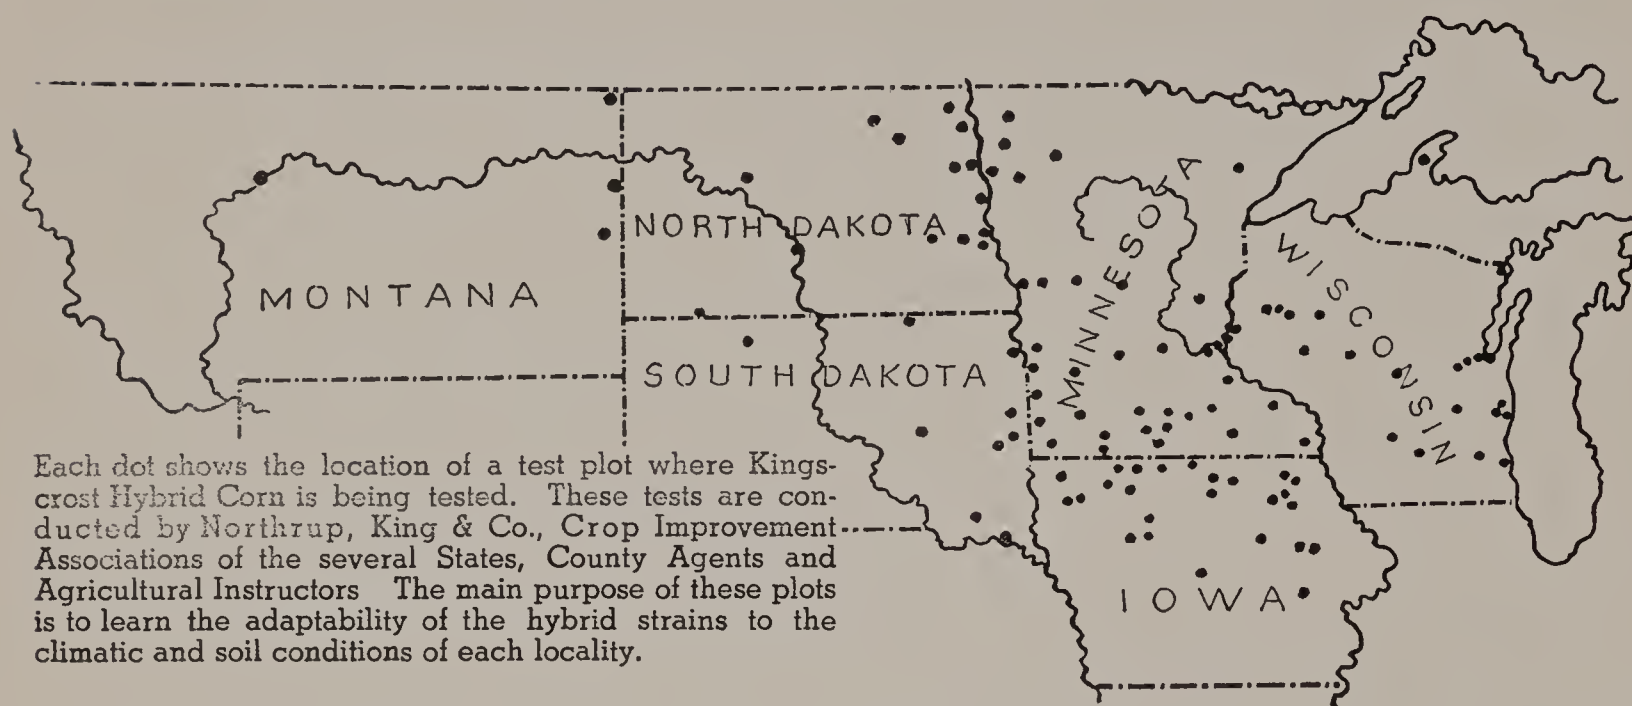 NORTH DAKOTA
MONTANA
MINNESOTA
WISCONSIN
SOUTH DAKOTA
IOWA
Each dot shows the location of a test plot where Kings-
crost Hybrid Corn is being tested. These tests are con-
ducted by Northrup, King & Co., Crop Improvement
Associations of the several States, County Agents and
Agricultural Instructors The main purpose of these plots
is to learn the adaptability of the hybrid strains to the
climatic and soil conditions of each locality.